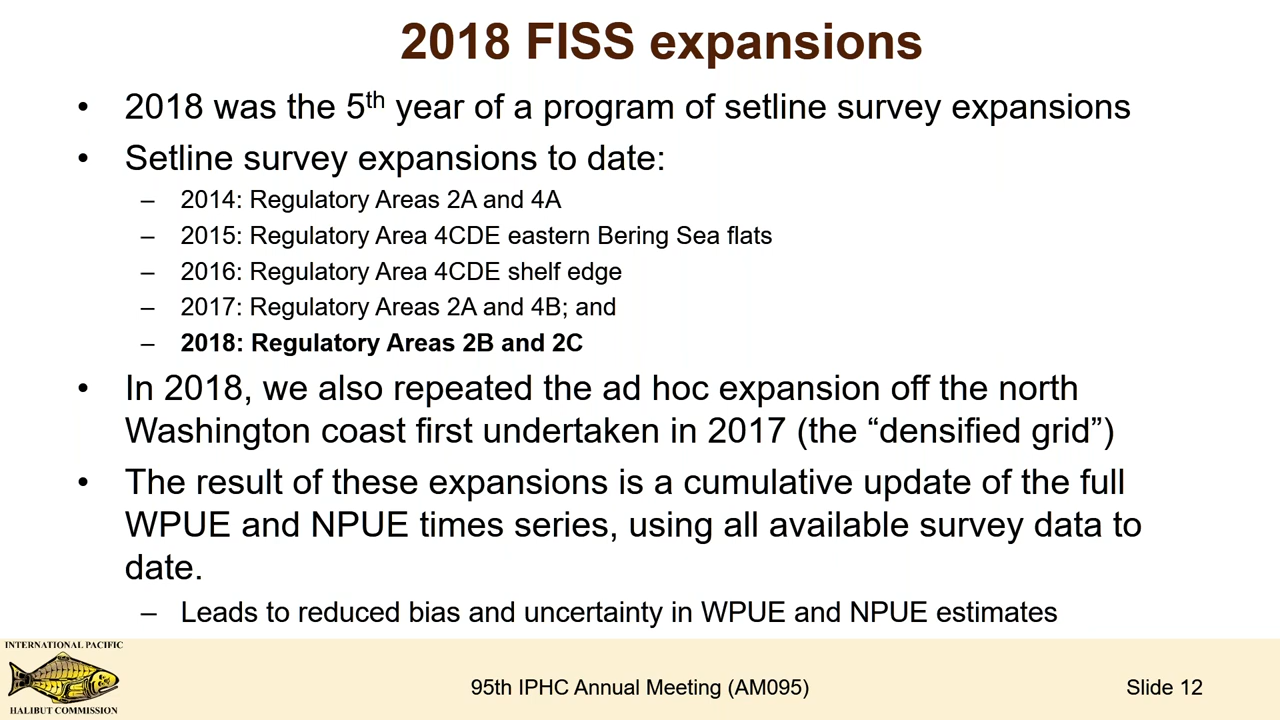 2018 FISS expansions
• 2018 was the 5th year of a program of setline survey expansions
• Setline survey expansions to date:
– 2014: Regulatory Areas 2A and 4A
– 2015: Regulatory Area 4CDE eastern Bering Sea flats
– 2016: Regulatory Area 4CDE shelf edge
– 2017: Regulatory Areas 2A and 4B; and
– 2018: Regulatory Areas 2B and 2C
• In 2018, we also repeated the ad hoc expansion off the north
Washington coast first undertaken in 2017 (the “densified grid”)
• The result of these expansions is a cumulative update of the full
WPUE and NPUE times series, using all available survey data to
date.
– Leads to reduced bias and uncertainty in WPUE and NPUE estimates
INTERNATIONAL PACIFIC
HALIBUT COMMISSION
95th IPHC Annual Meeting (AM095)
Slide 12